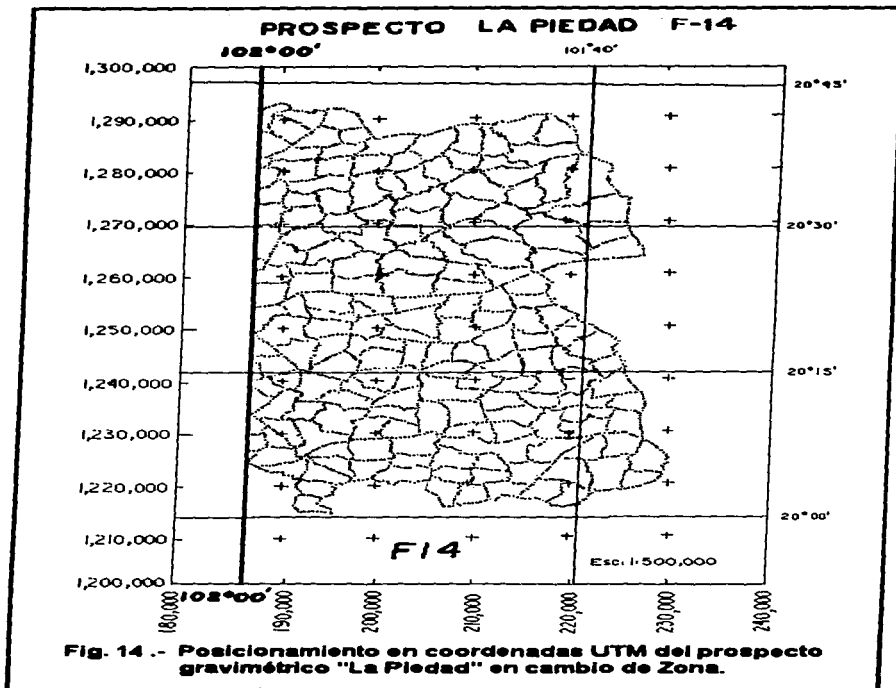 PROSPECTO LA PIEDAD F-14
102°00' 101°40'
1,300,000
20°45'
1,290,000
1,280,000
1,270,000
20°30'
1,260,000
1,250,000
1,240,000
20°15'
1,230,000
1,220,000
20°00'
1,210,000
F14
Esc: 1:500,000
1,200,000
102°00'
180,000 190,000 200,000 210,000 220,000 230,000 240,000
Fig. 14 .- Posicionamiento en coordenadas UTM del prospecto
gravimétrico "La Piedad" en cambio de Zona.